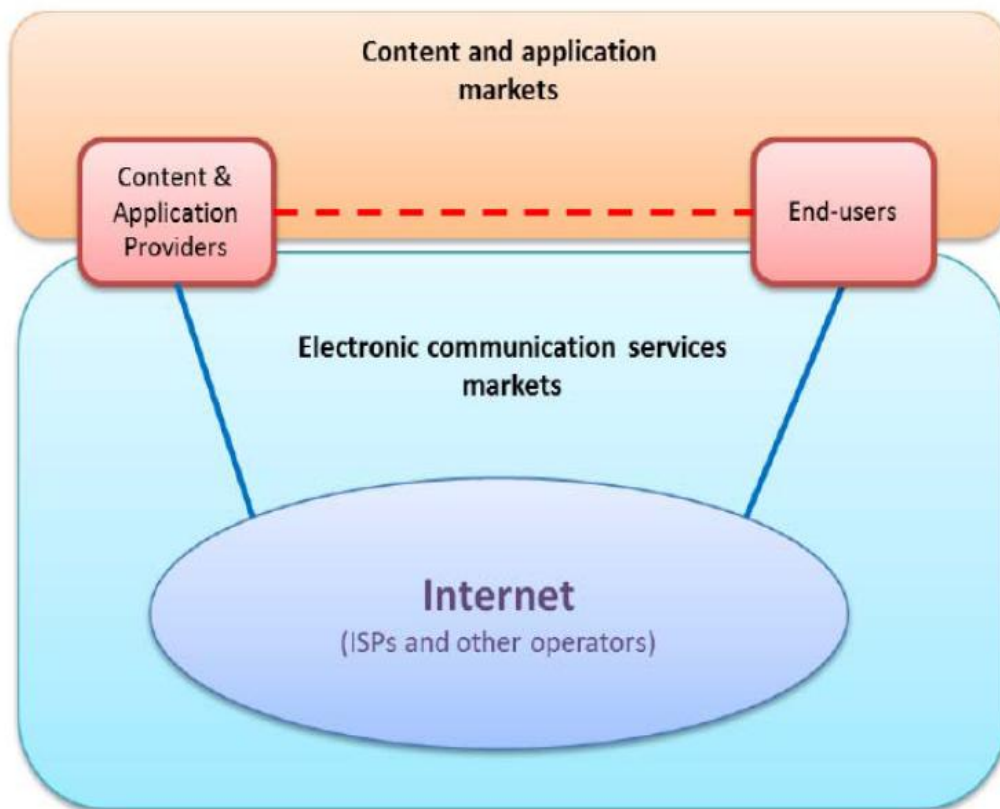 Content and application
markets
Content &
Application
Providers
End-users
Electronic communication services
markets
Internet
(ISPs and other operators)